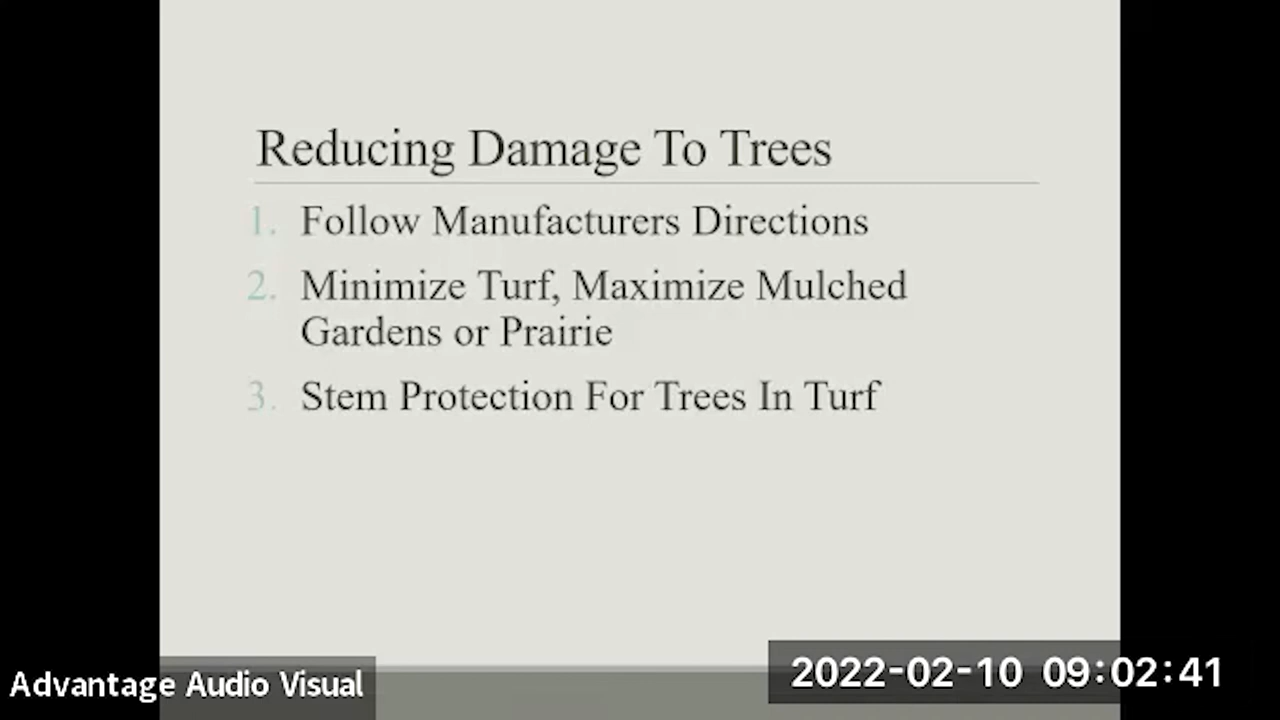 Reducing Damage To Trees
1. Follow Manufacturers Directions
2. Minimize Turf, Maximize Mulched
Gardens or Prairie
3. Stem Protection For Trees In Turf
Advantage Audio Visual
2022-02-10 09:02:41